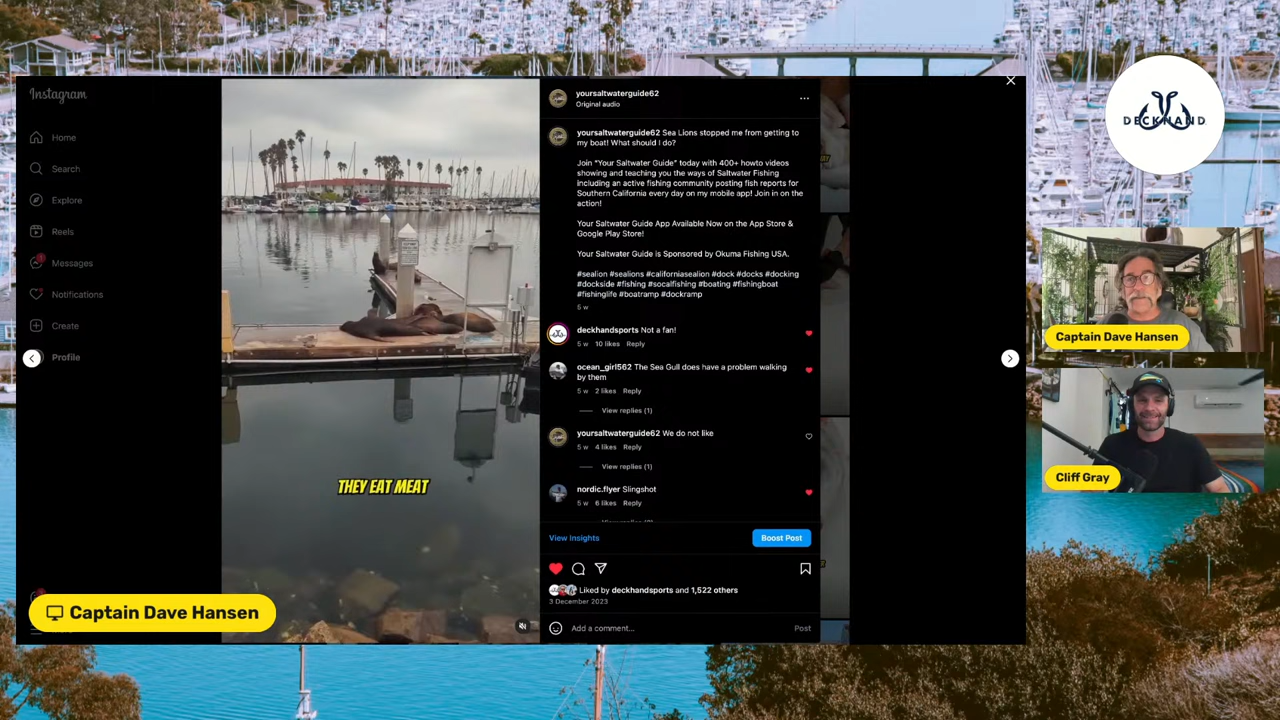 Instagram
Home
Search
Explore
Reels
Messages
Notifications
Create
Profile
THEY EAT MEAT
Captain Dave Hansen
yoursaltwaterguide62
Original audio
yoursaltwaterguide62 Sea Lions stopped me from getting to
my boat! What should I do?
Join "Your Saltwater Guide" today with 400+ howto videos
showing and teaching you the ways of Saltwater Fishing
including an active fishing community posting fish reports for
Southern California every day on my mobile app! Join in on the
action!
Your Saltwater Guide App Available Now on the App Store &
Google Play Store!
Your Saltwater Guide is Sponsored by Okuma Fishing USA.
#sealion #sealions #californiasealion #dock #docks #docking
#dockside #fishing #socalfishing #boating #fishingboat
#fishinglife #boatramp #dockramp
5 w
deckhandsports Not a fan!
5 w 10 likes Reply
ocean_girl562 The Sea Gull does have a problem walking
by them
5 w 2 likes Reply
View replies (1)
yoursaltwaterguide62 We do not like
5 w 4 likes Reply
View replies (1)
nordic.flyer Slingshot
5 w 6 likes Reply
View Insights
Boost Post
Liked by deckhandsports and 1,522 others
3 December 2023
Add a comment...
Post
DECKHAND
Captain Dave Hansen
Cliff Gray